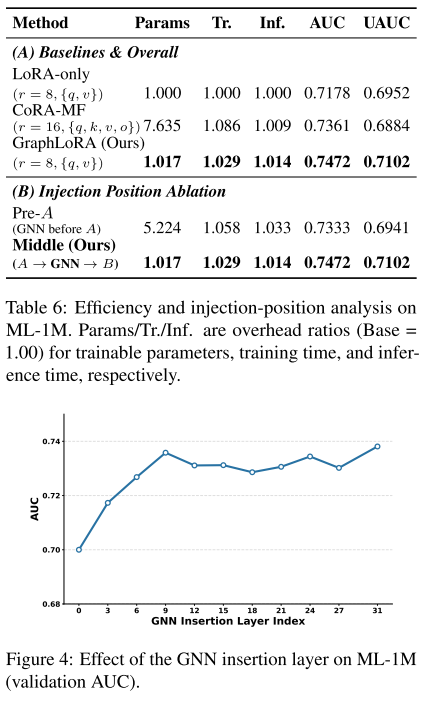 Method Params Tr. Inf. AUC UAUC
(A) Baselines & Overall
LoRA-only
(r = 8, {q, v}) 1.000 1.000 1.000 0.7178 0.6952
CoRA-MF
(r = 16, {q, k, v, o}) 7.635 1.086 1.009 0.7361 0.6884
GraphLoRA (Ours)
(r = 8, {q, v}) 1.017 1.029 1.014 0.7472 0.7102
(B) Injection Position Ablation
Pre-A
(GNN before A) 5.224 1.058 1.033 0.7333 0.6941
Middle (Ours)
(A → GNN → B) 1.017 1.029 1.014 0.7472 0.7102
Table 6: Efficiency and injection-position analysis on
ML-1M. Params/Tr./Inf. are overhead ratios (Base =
1.00) for trainable parameters, training time, and infer-
ence time, respectively.
0.74
0.72
0.70
0.68
AUC
0 3 6 9 12 15 18 21 24 27 31
GNN Insertion Layer Index
Figure 4: Effect of the GNN insertion layer on ML-1M
(validation AUC).